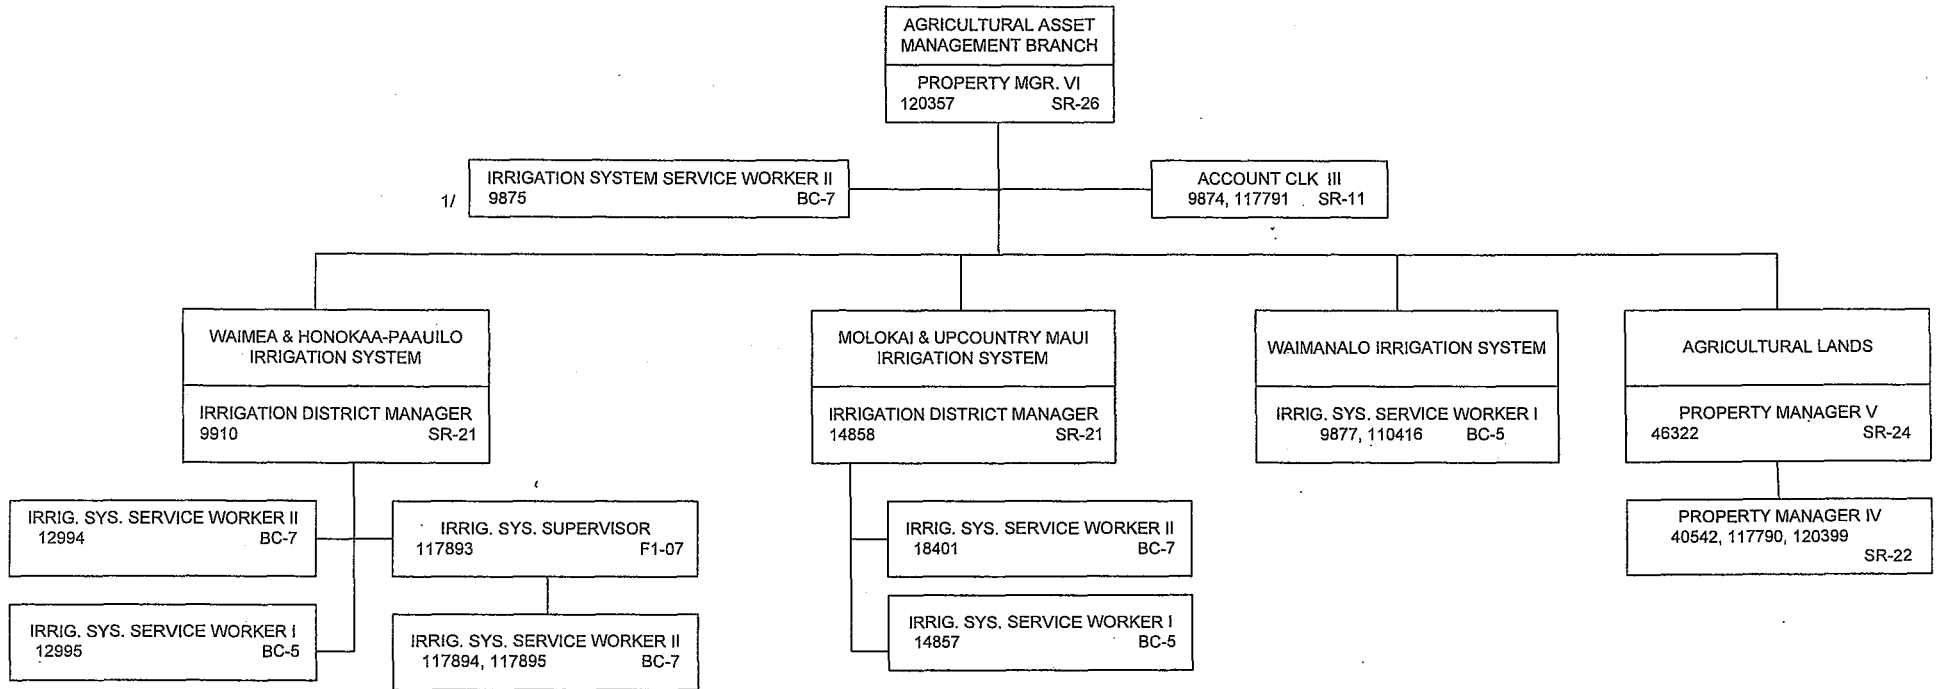 AGRICULTURAL ASSET
MANAGEMENT BRANCH
PROPERTY MGR. VI
120357 SR-26
1/
IRRIGATION SYSTEM SERVICE WORKER II
9875 BC-7
ACCOUNT CLK III
9874, 117791 SR-11
WAIMEA & HONOKAA-PAAUILO
IRRIGATION SYSTEM
IRRIGATION DISTRICT MANAGER
9910 SR-21
MOLOKAI & UPCOUNTRY MAUI
IRRIGATION SYSTEM
IRRIGATION DISTRICT MANAGER
14858 SR-21
WAIMANALO IRRIGATION SYSTEM
IRRIG. SYS. SERVICE WORKER I
9877, 110416 BC-5
AGRICULTURAL LANDS
PROPERTY MANAGER V
46322 SR-24
IRRIG. SYS. SERVICE WORKER II
12994 BC-7
IRRIG. SYS. SUPERVISOR
117893 F1-07
IRRIG. SYS. SERVICE WORKER II
18401 BC-7
PROPERTY MANAGER IV
40542, 117790, 120399
SR-22
IRRIG. SYS. SERVICE WORKER I
12995 BC-5
IRRIG. SYS. SERVICE WORKER II
117894, 117895 BC-7
IRRIG. SYS. SERVICE WORKER I
14857 BC-5